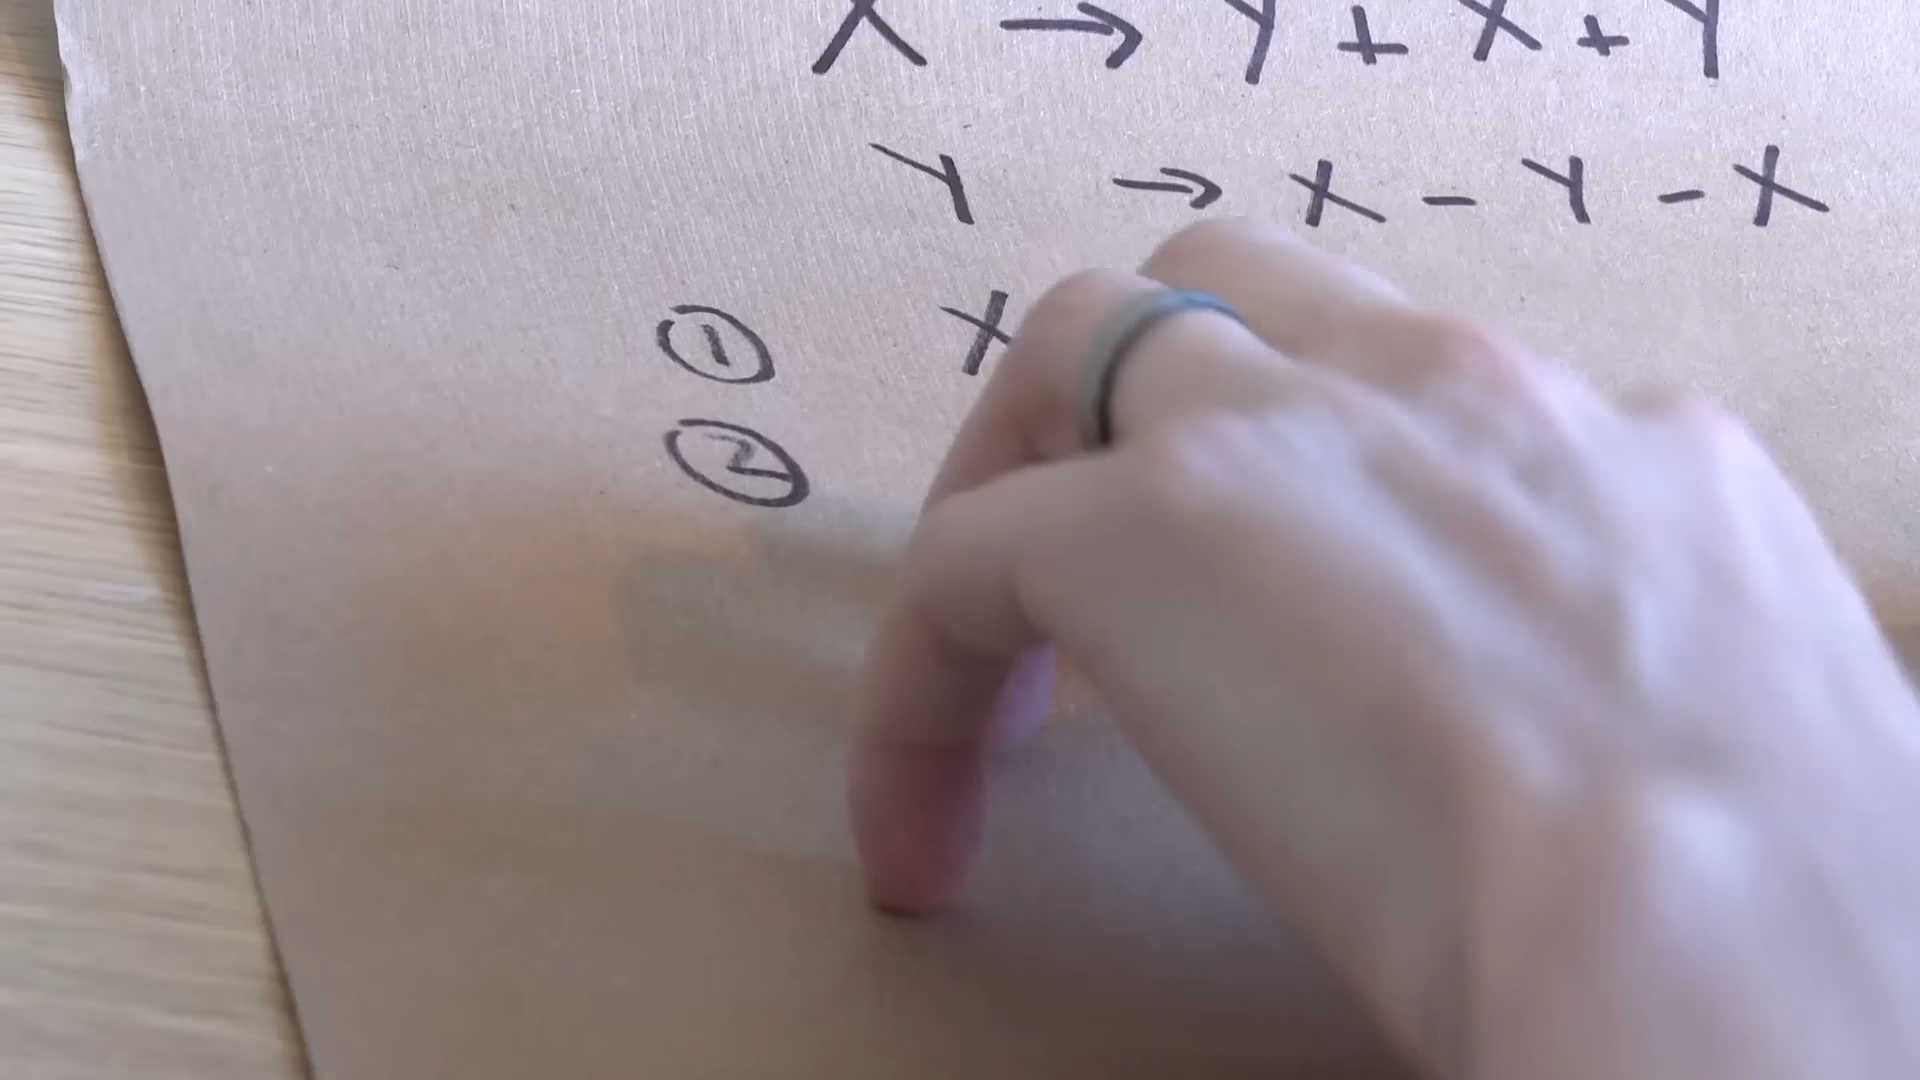 X → Y + X + Y
Y → X - Y - X
① X
②